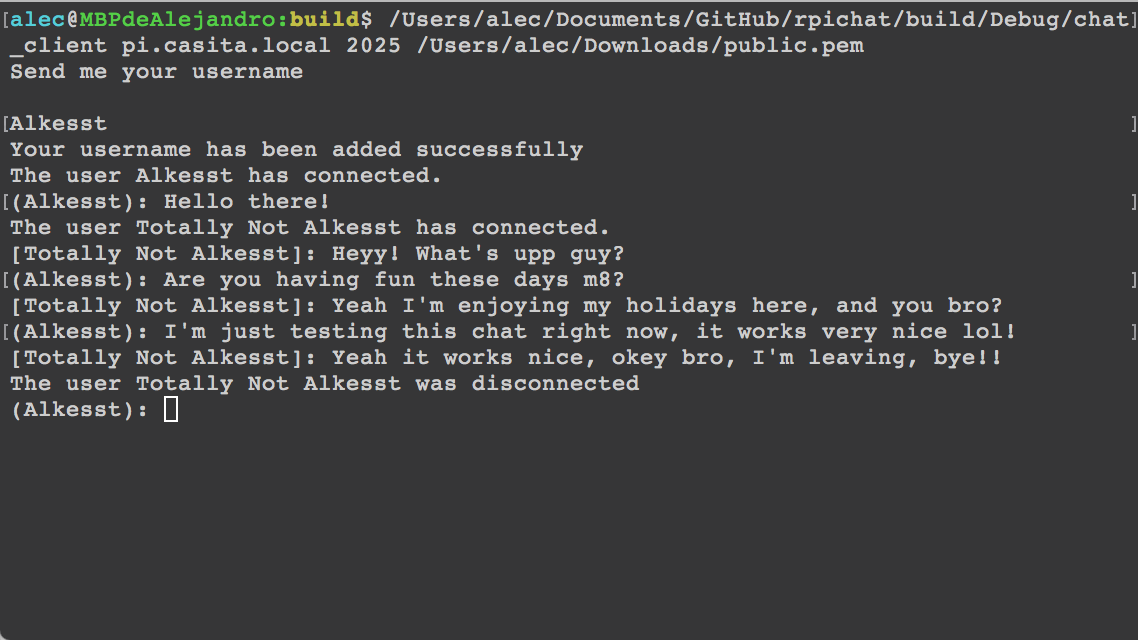 [alec@MBPdeAlejandro:build$ /Users/alec/Documents/GitHub/rpichat/build/Debug/chat]
_client pi.casita.local 2025 /Users/alec/Downloads/public.pem
Send me your username
[Alkesst ]
Your username has been added successfully
The user Alkesst has connected.
[(Alkesst): Hello there! ]
The user Totally Not Alkesst has connected.
[Totally Not Alkesst]: Heyy! What's upp guy?
[(Alkesst): Are you having fun these days m8? ]
[Totally Not Alkesst]: Yeah I'm enjoying my holidays here, and you bro?
[(Alkesst): I'm just testing this chat right now, it works very nice lol! ]
[Totally Not Alkesst]: Yeah it works nice, okey bro, I'm leaving, bye!!
The user Totally Not Alkesst was disconnected
(Alkesst):